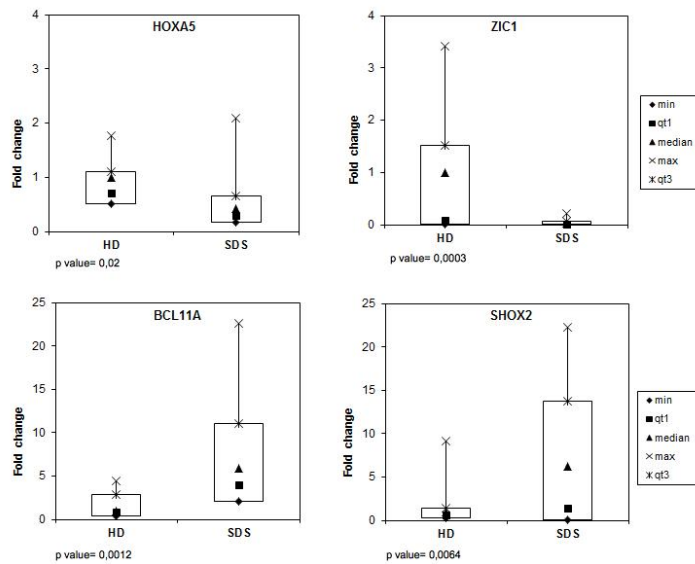 HOXA5
4
3
2
1
0
Fold change
HD
SDS
p value= 0,02
ZIC1
4
3
2
1
0
Fold change
HD
SDS
p value= 0,0003
min
qt1
median
max
qt3
BCL11A
25
20
15
10
5
0
Fold change
HD
SDS
p value= 0,0012
SHOX2
25
20
15
10
5
0
Fold change
HD
SDS
p value= 0,0064
min
qt1
median
max
qt3